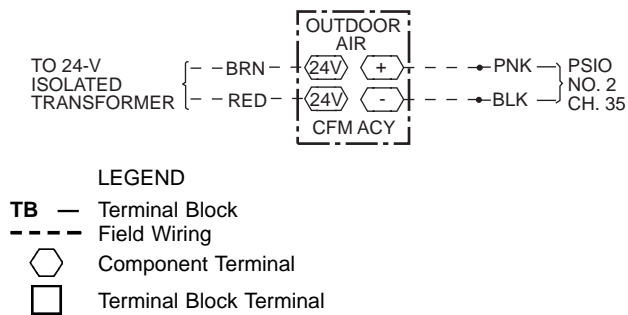 OUTDOOR
AIR
TO 24-V
ISOLATED
TRANSFORMER
BRN 24V + PNK
RED 24V - BLK
PSIO
NO. 2
CH. 35
CFM ACY
LEGEND
TB — Terminal Block
Field Wiring
Component Terminal
Terminal Block Terminal